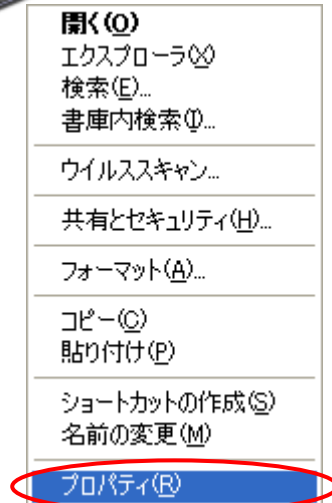 開く(O)
エクスプローラ(X)
検索(E)...
書庫内検索(I)...
ウイルススキャン...
共有とセキュリティ(H)...
フォーマット(A)...
コピー(C)
貼り付け(P)
ショートカットの作成(S)
名前の変更(M)
プロパティ(R)